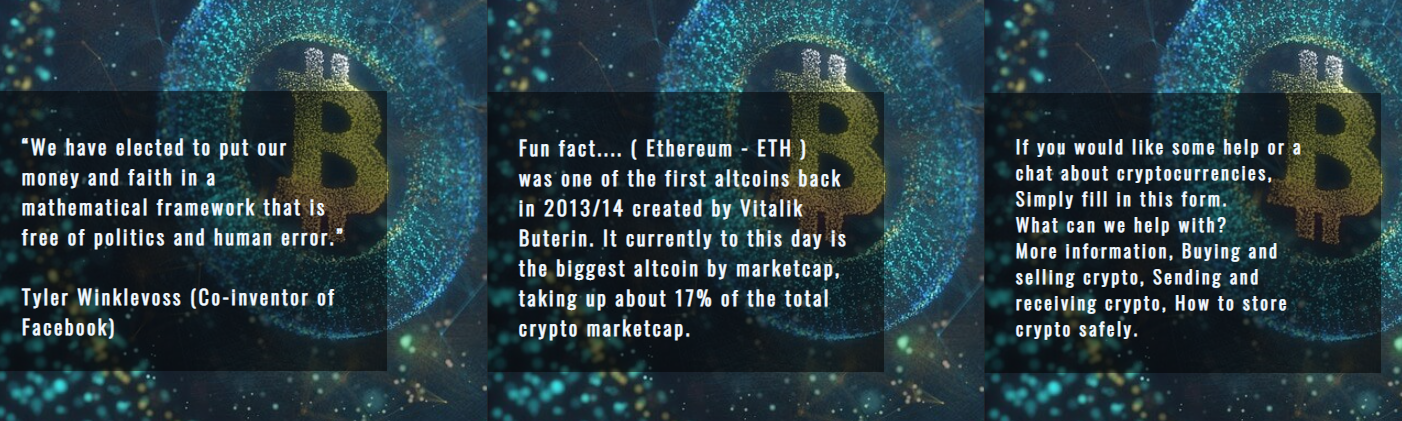 “We have elected to put our
money and faith in a
mathematical framework that is
free of politics and human error.”
Tyler Winklevoss (Co-inventor of
Facebook)
Fun fact.... ( Ethereum - ETH )
was one of the first altcoins back
in 2013/14 created by Vitalik
Buterin. It currently to this day is
the biggest altcoin by marketcap,
taking up about 17% of the total
crypto marketcap.
If you would like some help or a
chat about cryptocurrencies,
Simply fill in this form.
What can we help with?
More information, Buying and
selling crypto, Sending and
receiving crypto, How to store
crypto safely.